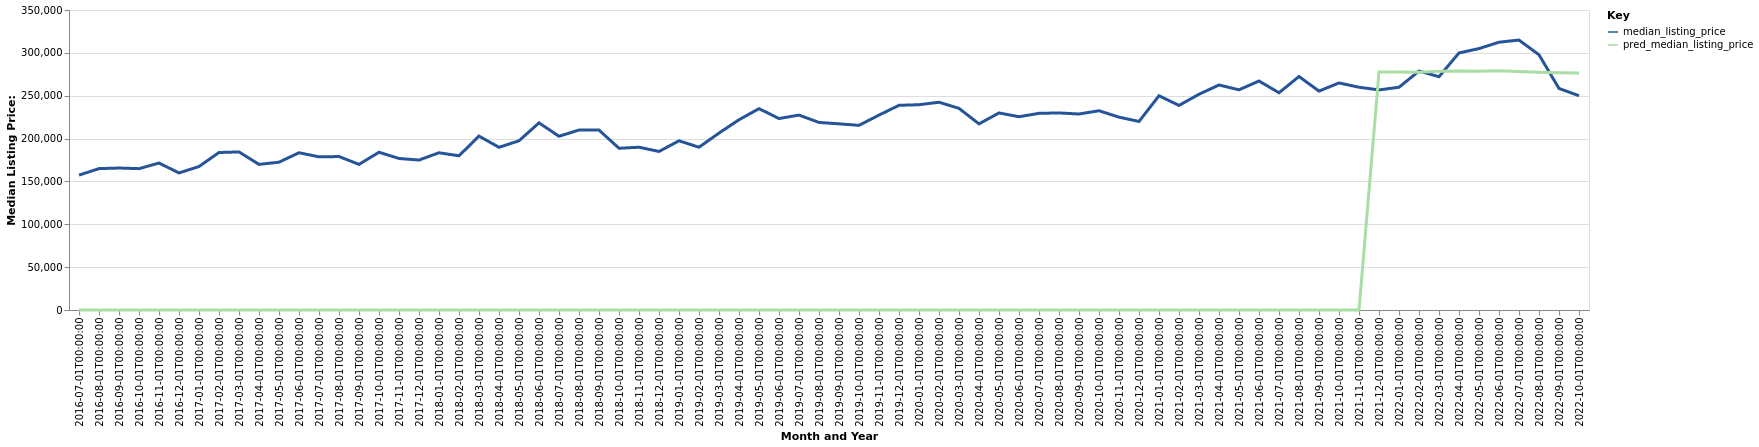 350,000
300,000
250,000
200,000
150,000
100,000
50,000
0
Median Listing Price:
2016-07-01T00:00:00
2016-08-01T00:00:00
2016-09-01T00:00:00
2016-10-01T00:00:00
2016-11-01T00:00:00
2016-12-01T00:00:00
2017-01-01T00:00:00
2017-02-01T00:00:00
2017-03-01T00:00:00
2017-04-01T00:00:00
2017-05-01T00:00:00
2017-06-01T00:00:00
2017-07-01T00:00:00
2017-08-01T00:00:00
2017-09-01T00:00:00
2017-10-01T00:00:00
2017-11-01T00:00:00
2017-12-01T00:00:00
2018-01-01T00:00:00
2018-02-01T00:00:00
2018-03-01T00:00:00
2018-04-01T00:00:00
2018-05-01T00:00:00
2018-06-01T00:00:00
2018-07-01T00:00:00
2018-08-01T00:00:00
2018-09-01T00:00:00
2018-10-01T00:00:00
2018-11-01T00:00:00
2018-12-01T00:00:00
2019-01-01T00:00:00
2019-02-01T00:00:00
2019-03-01T00:00:00
2019-04-01T00:00:00
2019-05-01T00:00:00
2019-06-01T00:00:00
2019-07-01T00:00:00
2019-08-01T00:00:00
2019-09-01T00:00:00
2019-10-01T00:00:00
2019-11-01T00:00:00
2019-12-01T00:00:00
2020-01-01T00:00:00
2020-02-01T00:00:00
2020-03-01T00:00:00
2020-04-01T00:00:00
2020-05-01T00:00:00
2020-06-01T00:00:00
2020-07-01T00:00:00
2020-08-01T00:00:00
2020-09-01T00:00:00
2020-10-01T00:00:00
2020-11-01T00:00:00
2020-12-01T00:00:00
2021-01-01T00:00:00
2021-02-01T00:00:00
2021-03-01T00:00:00
2021-04-01T00:00:00
2021-05-01T00:00:00
2021-06-01T00:00:00
2021-07-01T00:00:00
2021-08-01T00:00:00
2021-09-01T00:00:00
2021-10-01T00:00:00
2021-11-01T00:00:00
2021-12-01T00:00:00
2022-01-01T00:00:00
2022-02-01T00:00:00
2022-03-01T00:00:00
2022-04-01T00:00:00
2022-05-01T00:00:00
2022-06-01T00:00:00
2022-07-01T00:00:00
2022-08-01T00:00:00
2022-09-01T00:00:00
2022-10-01T00:00:00
Month and Year
Key
median_listing_price
pred_median_listing_price